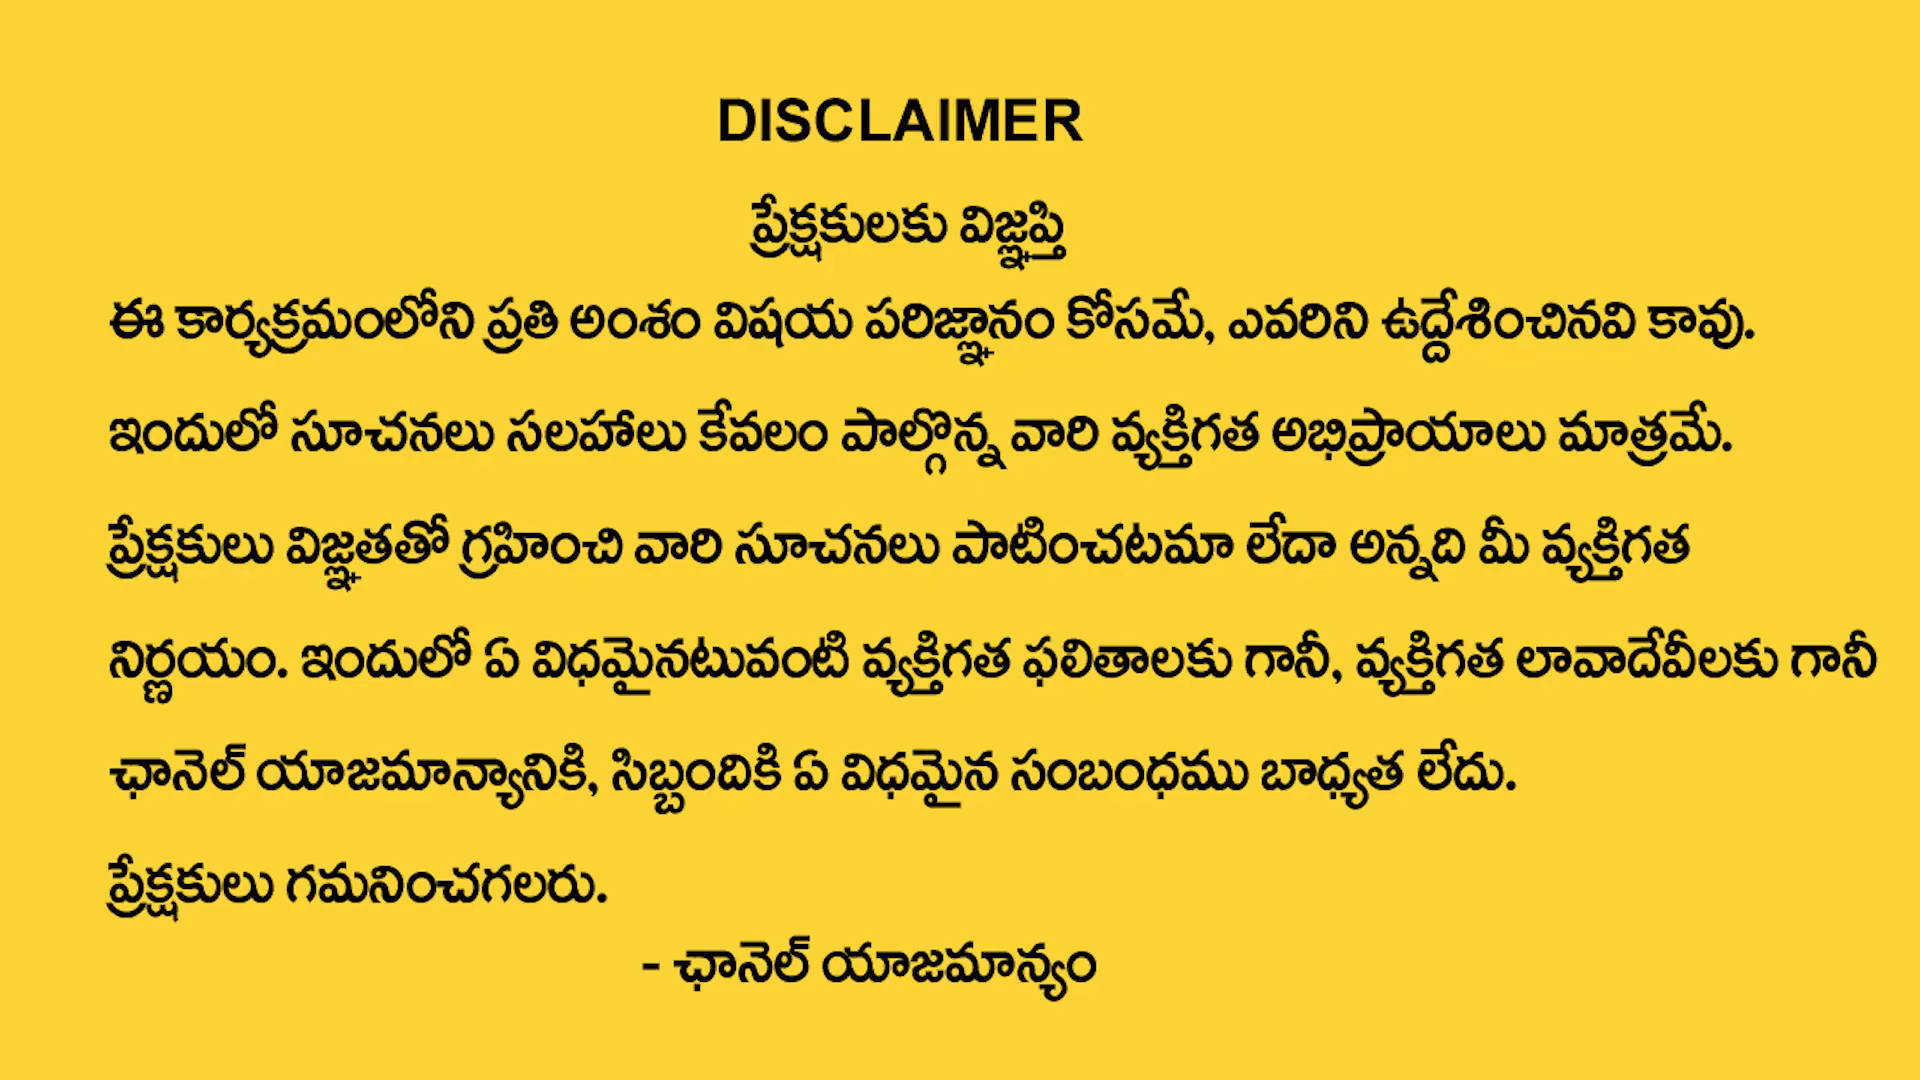 DISCLAIMER
ప్రేక్షకులకు విజ్ఞప్తి
ఈ కార్యక్రమంలోని ప్రతి అంశం విషయ పరిజ్ఞానం కోసమే, ఎవరిని ఉద్దేశించినవి కావు.
ఇందులో సూచనలు సలహాలు కేవలం పాల్గొన్న వారి వ్యక్తిగత అభిప్రాయాలు మాత్రమే.
ప్రేక్షకులు విజ్ఞతతో గ్రహించి వారి సూచనలు పాటించటమా లేదా అన్నది మీ వ్యక్తిగత
నిర్ణయం. ఇందులో ఏ విధమైనటువంటి వ్యక్తిగత ఫలితాలకు గానీ, వ్యక్తిగత లావాదేవీలకు గానీ
ఛానెల్ యాజమాన్యానికి, సిబ్బందికి ఏ విధమైన సంబంధము బాధ్యత లేదు.
ప్రేక్షకులు గమనించగలరు.
- ఛానెల్ యాజమాన్యం